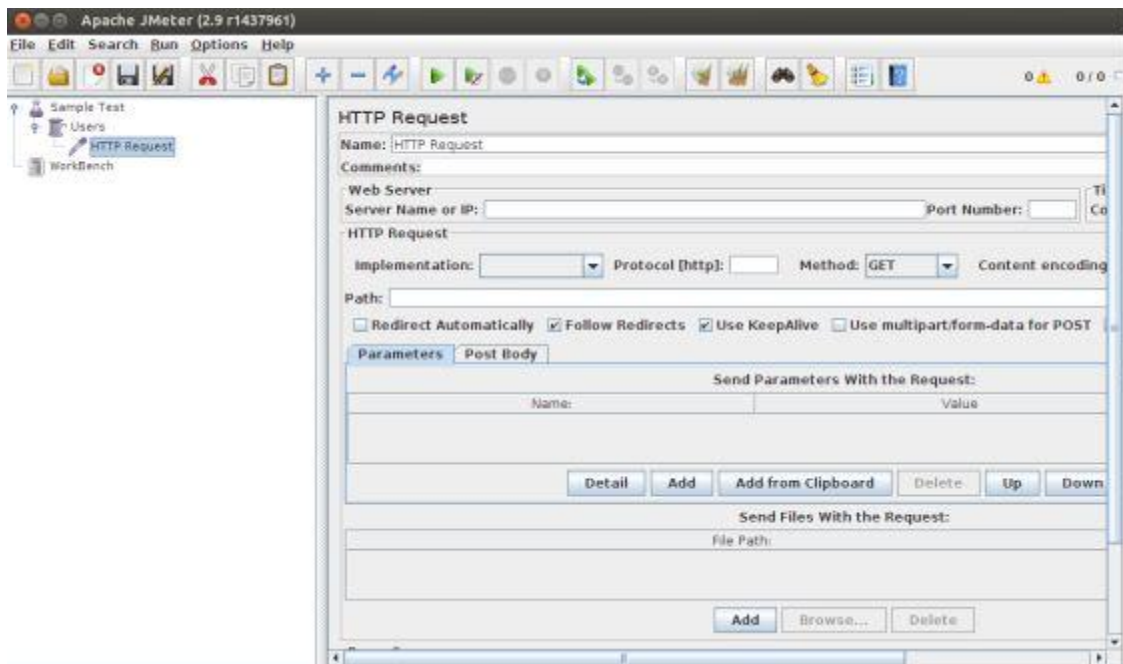 Apache JMeter (2.9 r1437961)
File Edit Search Run Options Help
0 0 / 0
Sample Test
Users
HTTP Request
WorkBench
HTTP Request
Name: HTTP Request
Comments:
Web Server
Ti
Server Name or IP: Port Number: Co
HTTP Request
Implementation: Protocol [http]: Method: GET Content encoding
Path:
Redirect Automatically Follow Redirects Use KeepAlive Use multipart/form-data for POST
Parameters Post Body
Send Parameters With the Request:
Name: Value
Detail Add Add from Clipboard Delete Up Down
Send Files With the Request:
File Path:
Add Browse... Delete